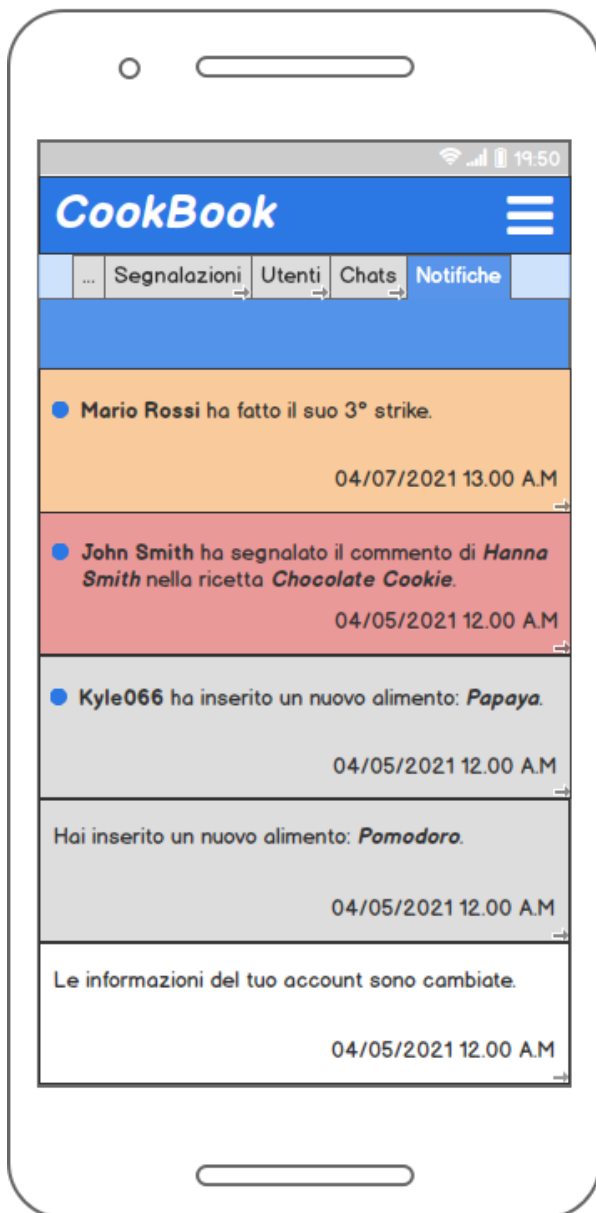 19:50
CookBook
... Segnalazioni Utenti Chats Notifiche
Mario Rossi ha fatto il suo 3° strike.
04/07/2021 13.00 A.M
John Smith ha segnalato il commento di Hanna
Smith nella ricetta Chocolate Cookie.
04/05/2021 12.00 A.M
Kyle066 ha inserito un nuovo alimento: Papaya.
04/05/2021 12.00 A.M
Hai inserito un nuovo alimento: Pomodoro.
04/05/2021 12.00 A.M
Le informazioni del tuo account sono cambiate.
04/05/2021 12.00 A.M